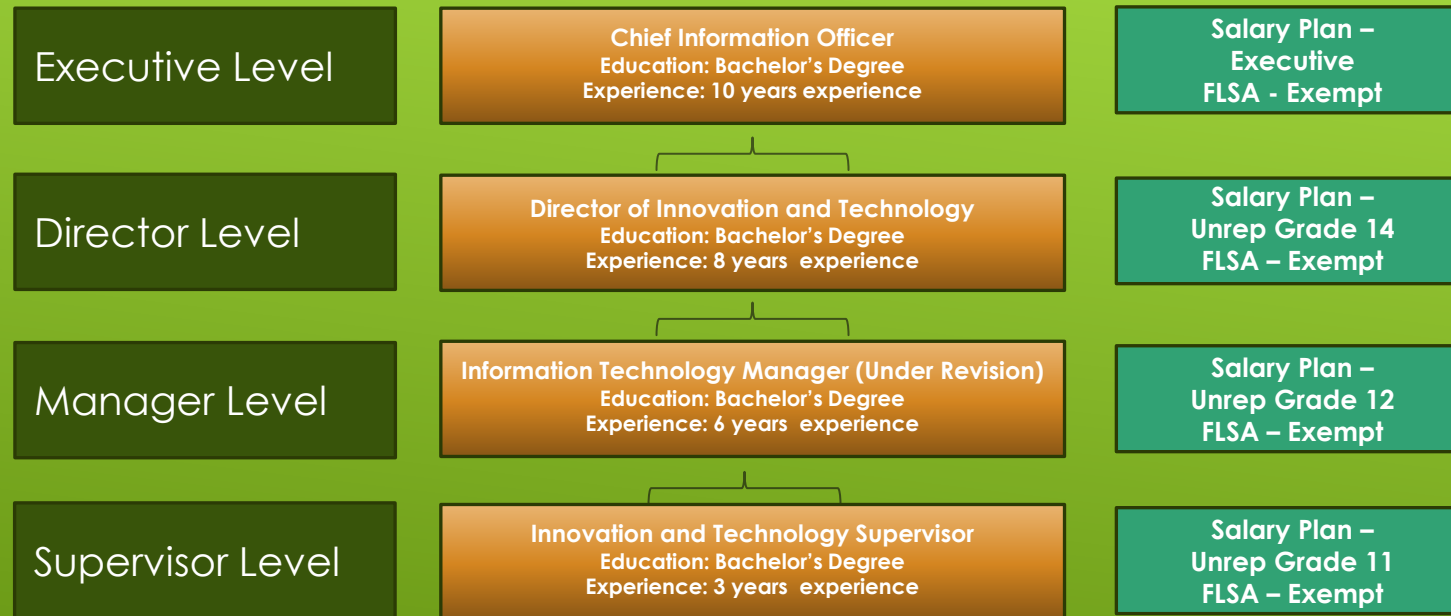 Executive Level
Chief Information Officer
Education: Bachelor’s Degree
Experience: 10 years experience
Salary Plan –
Executive
FLSA - Exempt
Director Level
Director of Innovation and Technology
Education: Bachelor’s Degree
Experience: 8 years  experience
Salary Plan –
Unrep Grade 14
FLSA – Exempt
Manager Level
Information Technology Manager (Under Revision)
Education: Bachelor’s Degree
Experience: 6 years  experience
Salary Plan –
Unrep Grade 12
FLSA – Exempt
Supervisor Level
Innovation and Technology Supervisor
Education: Bachelor’s Degree
Experience: 3 years  experience
Salary Plan –
Unrep Grade 11
FLSA – Exempt